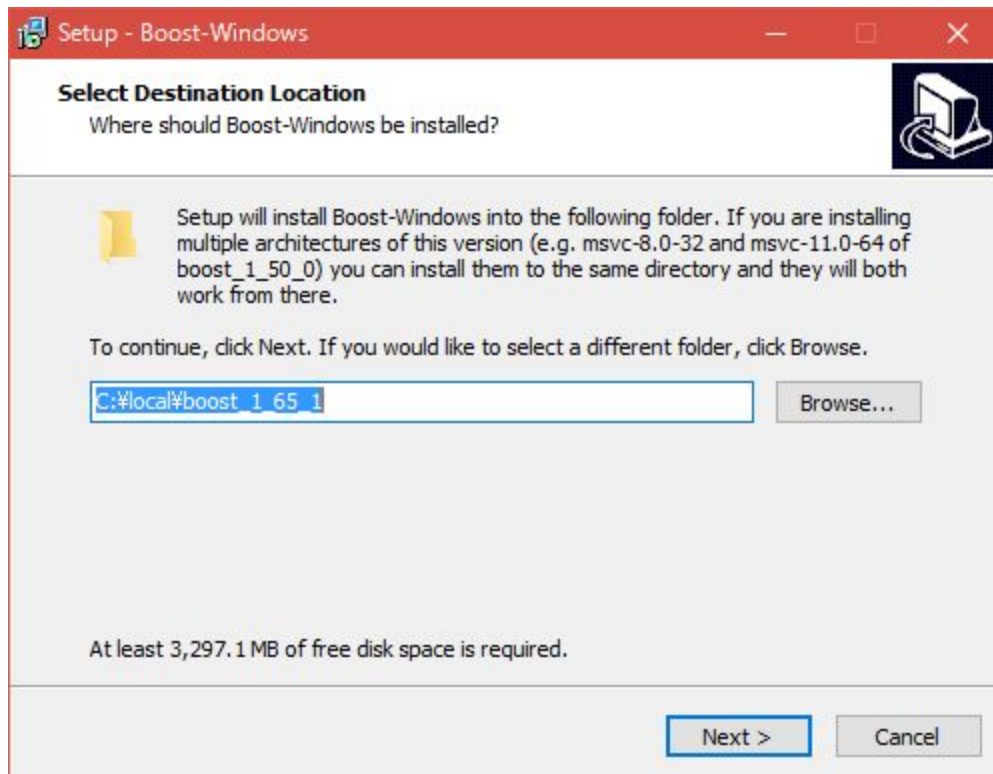 Setup - Boost-Windows
Select Destination Location
Where should Boost-Windows be installed?
Setup will install Boost-Windows into the following folder. If you are installing
multiple architectures of this version (e.g. msvc-8.0-32 and msvc-11.0-64 of
boost_1_50_0) you can install them to the same directory and they will both
work from there.
To continue, click Next. If you would like to select a different folder, click Browse.
C:¥local¥boost_1_65_1
Browse...
At least 3,297.1 MB of free disk space is required.
Next >
Cancel